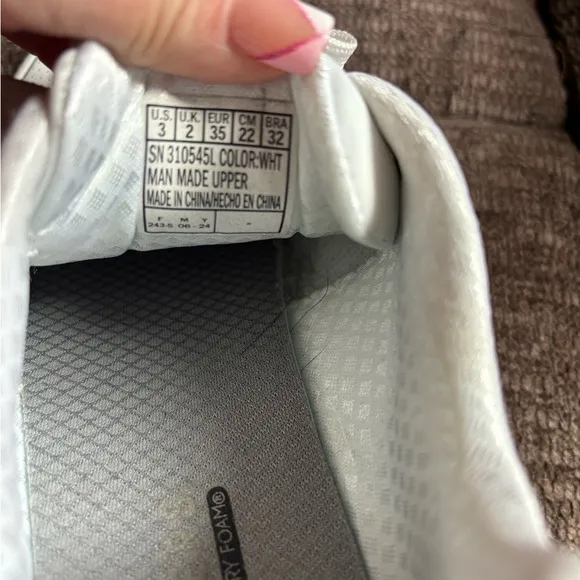 U.S. U.K. EUR CM BRA
3 2 35 22 32
SN 310545L COLOR:WHT
MAN MADE UPPER
MADE IN CHINA/HECHO EN CHINA
F M Y
243-S 06 - 24 -
RY FOAM®